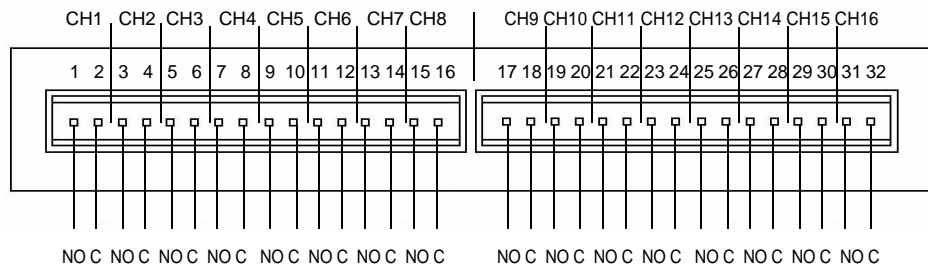 CH1 CH2 CH3 CH4 CH5 CH6 CH7 CH8 CH9 CH10 CH11 CH12 CH13 CH14 CH15 CH16
1 2 3 4 5 6 7 8 9 10 11 12 13 14 15 16 17 18 19 20 21 22 23 24 25 26 27 28 29 30 31 32
NO C NO C NO C NO C NO C NO C NO C NO C NO C NO C NO C NO C NO C NO C NO C NO C